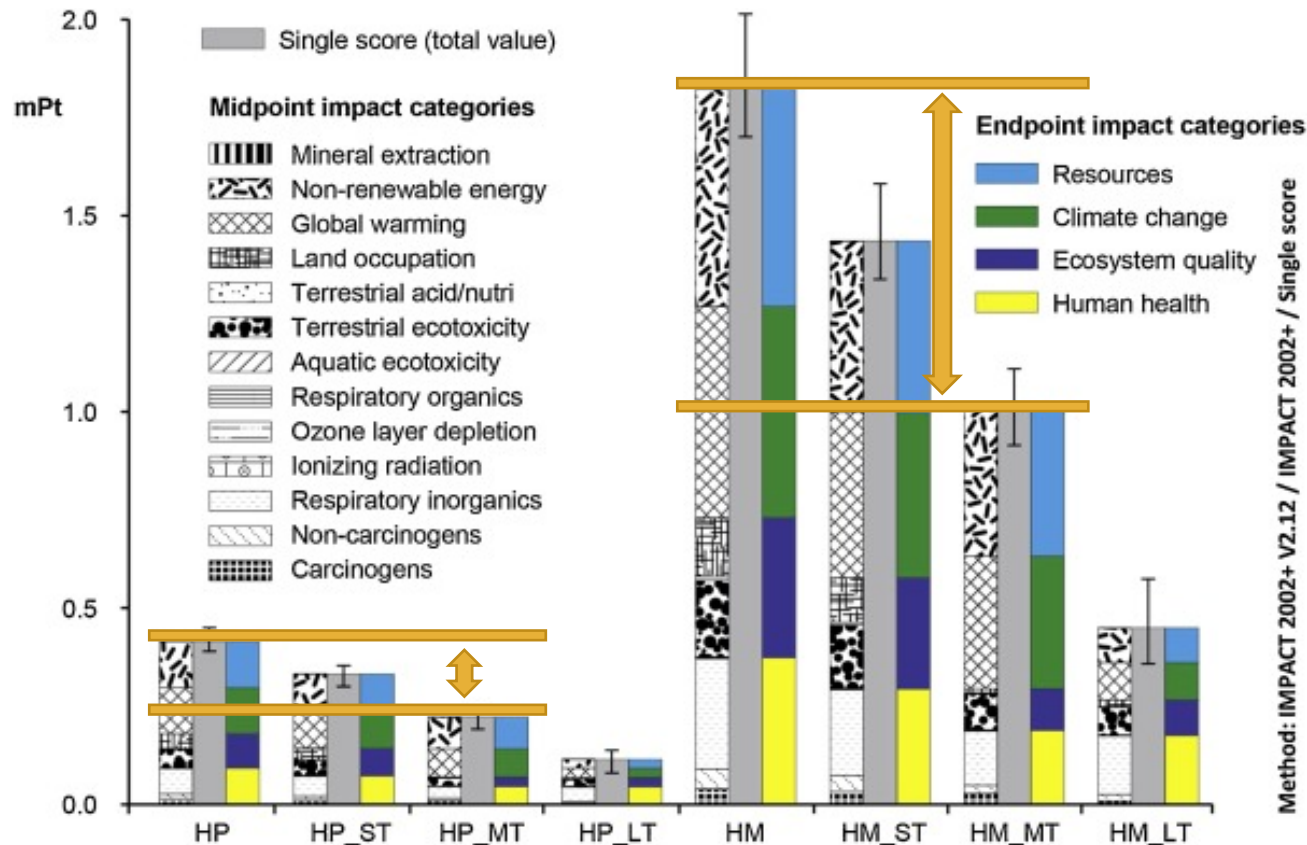 2.0
Single score (total value)
mPt
Midpoint impact categories
Mineral extraction
Non-renewable energy
Global warming
Land occupation
Terrestrial acid/nutri
Terrestrial ecotoxicity
Aquatic ecotoxicity
Respiratory organics
Ozone layer depletion
Ionizing radiation
Respiratory inorganics
Non-carcinogens
Carcinogens
Endpoint impact categories
Resources
Climate change
Ecosystem quality
Human health
1.5
1.0
0.5
0.0
HP
HP_ST
HP_MT
HP_LT
HM
HM_ST
HM_MT
HM_LT
Method: IMPACT 2002+ V2.12 / IMPACT 2002+ / Single score